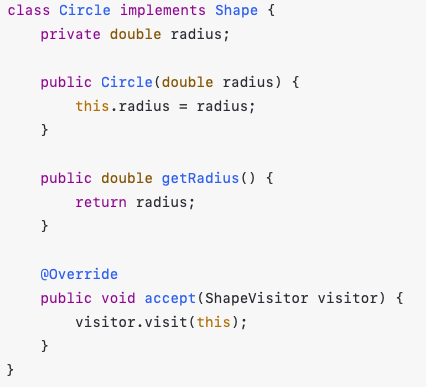 class Circle implements Shape {
    private double radius;

    public Circle(double radius) {
        this.radius = radius;
    }

    public double getRadius() {
        return radius;
    }

    @Override
    public void accept(ShapeVisitor visitor) {
        visitor.visit(this);
    }
}